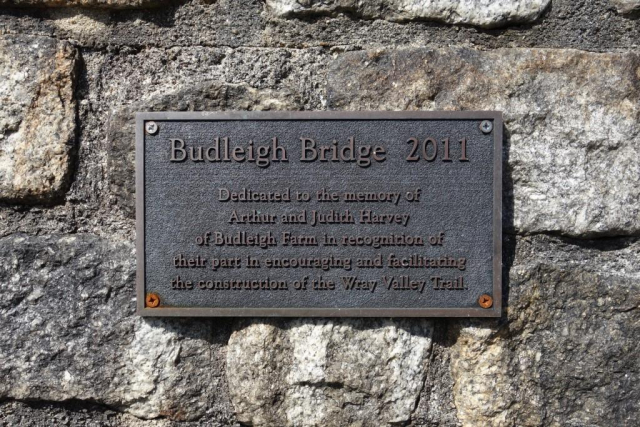 Budleigh Bridge 2011
Dedicated to the memory of
Arthur and Judith Harvey
of Budleigh Farm in recognition of
their part in encouraging and facilitating
the construction of the Wray Valley Trail.